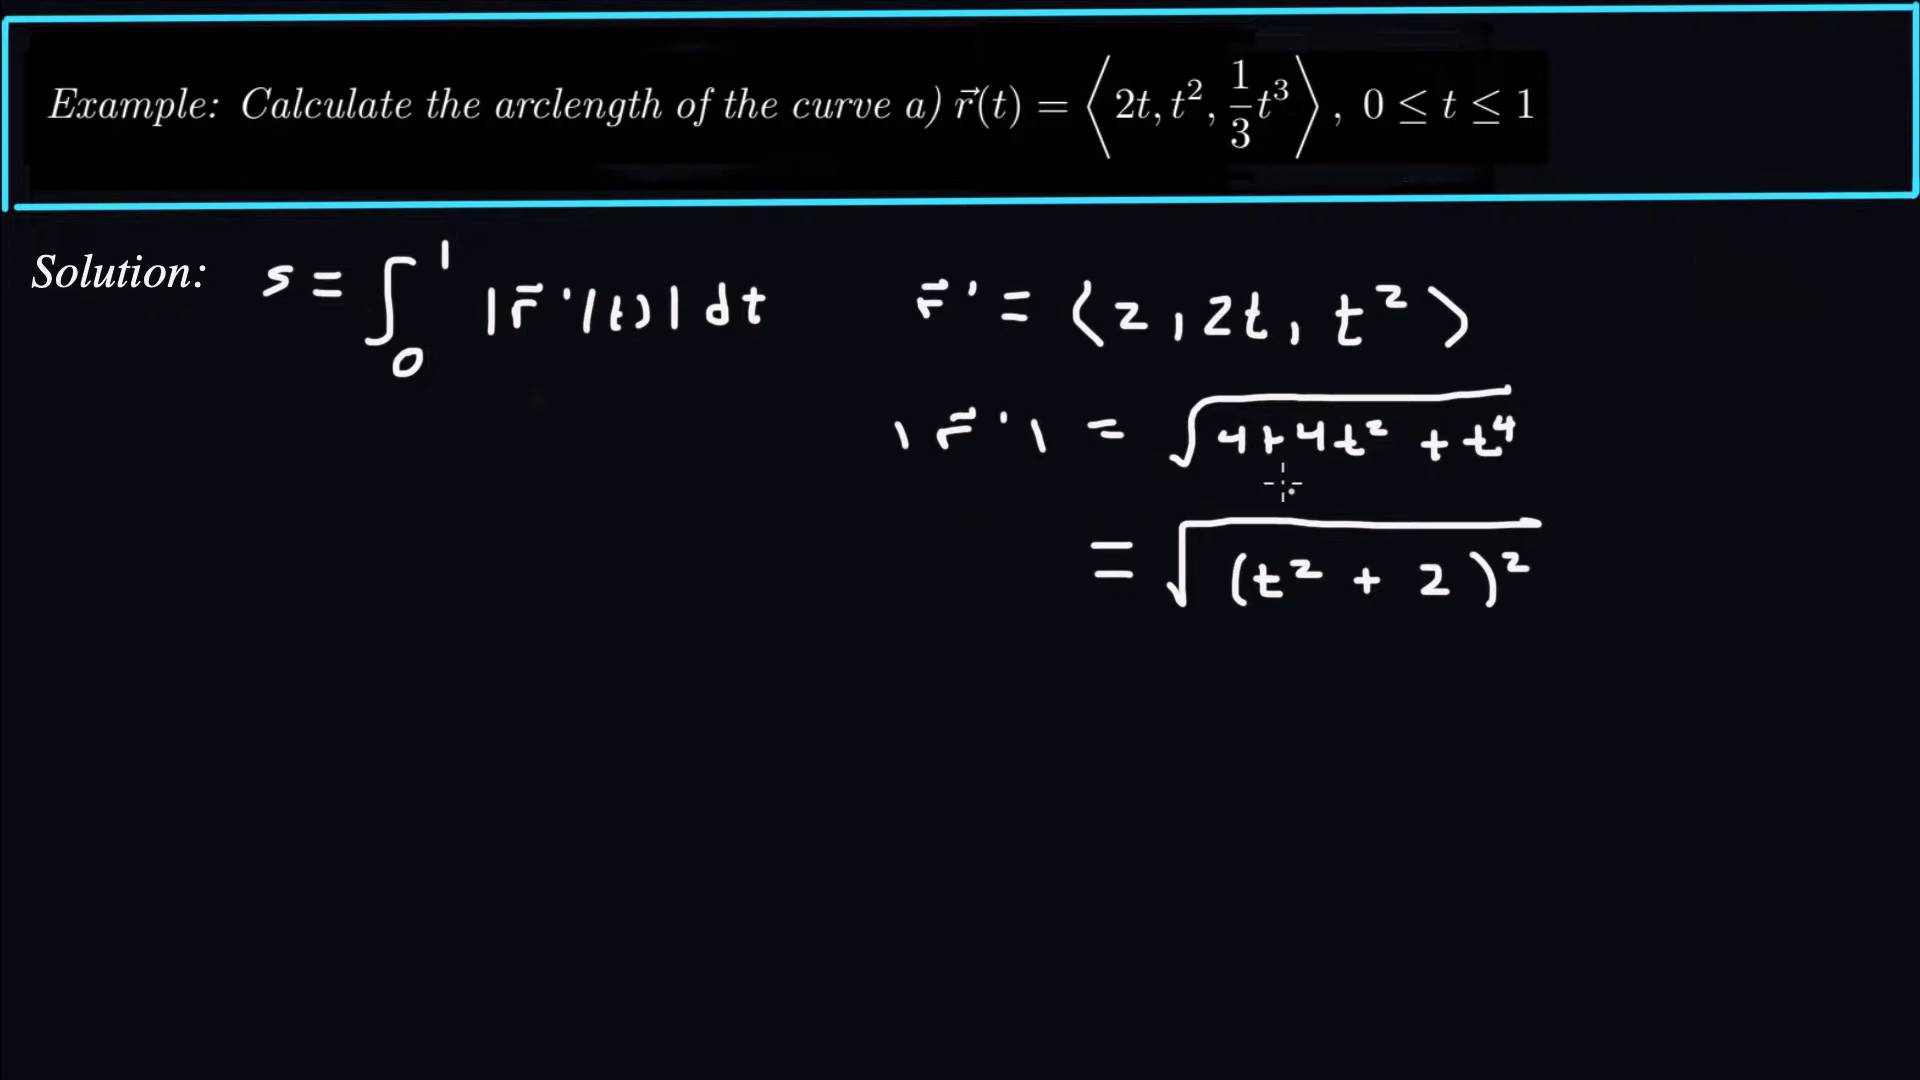 Example: Calculate the arclength of the curve a) r⃗(t) = ⟨2t, t², 1/3 t³⟩, 0 ≤ t ≤ 1
Solution: s = ∫₀¹ |r⃗'(t)| dt
r⃗' = ⟨2, 2t, t²⟩
|r⃗'| = √(4+4t² + t⁴)
= √((t² + 2)²)